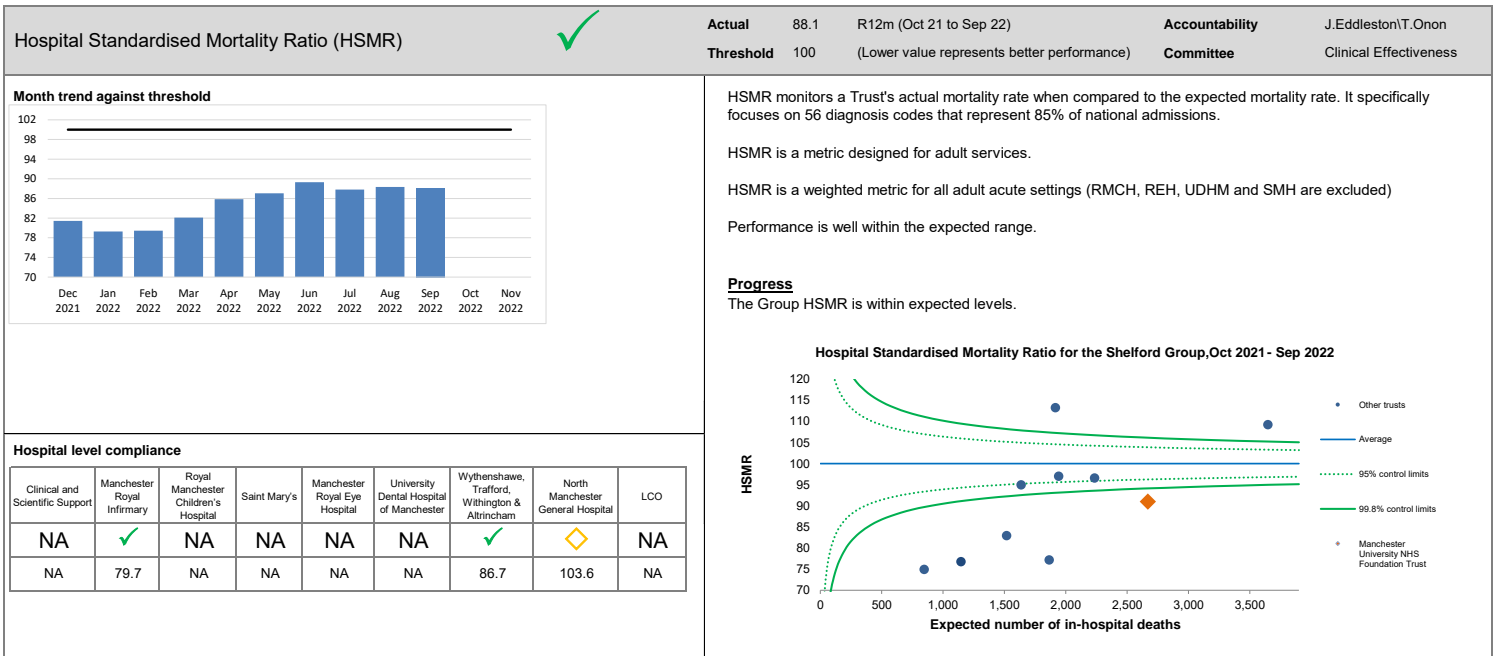 Hospital Standardised Mortality Ratio (HSMR)
Actual 88.1 R12m (Oct 21 to Sep 22) Accountability J.Eddleston\T.Onon
Threshold 100 (Lower value represents better performance) Committee Clinical Effectiveness
Month trend against threshold
102
98
94
90
86
82
78
74
70
Dec Jan Feb Mar Apr May Jun Jul Aug Sep Oct Nov
2021 2022 2022 2022 2022 2022 2022 2022 2022 2022 2022 2022
HSMR monitors a Trust's actual mortality rate when compared to the expected mortality rate. It specifically
focuses on 56 diagnosis codes that represent 85% of national admissions.
HSMR is a metric designed for adult services.
HSMR is a weighted metric for all adult acute settings (RMCH, REH, UDHM and SMH are excluded)
Performance is well within the expected range.
Progress
The Group HSMR is within expected levels.
Hospital level compliance
Clinical and
Scientific Support
Manchester
Royal
Infirmary
Royal
Manchester
Children's
Hospital
Saint Mary's
Manchester
Royal Eye
Hospital
University
Dental Hospital
of Manchester
Wythenshawe,
Trafford,
Withington &
Altrincham
North
Manchester
General Hospital
LCO
NA NA NA NA NA NA
NA 79.7 NA NA NA NA 86.7 103.6 NA
Hospital Standardised Mortality Ratio for the Shelford Group,Oct 2021- Sep 2022
HSMR
120
115
110
105
100
95
90
85
80
75
70
0 500 1,000 1,500 2,000 2,500 3,000 3,500
Expected number of in-hospital deaths
Other trusts
Average
95% control limits
99.8% control limits
Manchester
University NHS
Foundation Trust